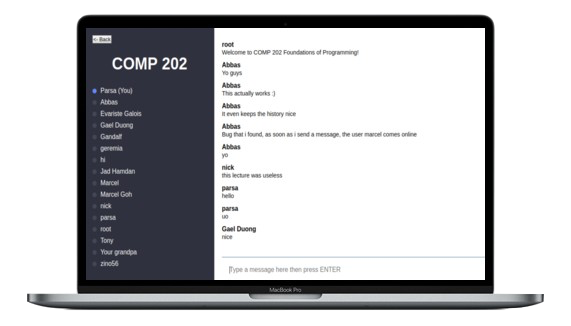 <- Back
COMP 202
Parsa (You)
Abbas
Evariste Galois
Gael Duong
Gandalf
geremia
hi
Jad Hamdan
Marcel
Marcel Goh
nick
parsa
root
Tony
Your grandpa
zino56
root
Welcome to COMP 202 Foundations of Programming!
Abbas
Yo guys
Abbas
This actually works :)
Abbas
It even keeps the history nice
Abbas
Bug that i found, as soon as i send a message, the user marcel comes online
Abbas
yo
nick
this lecture was useless
parsa
hello
parsa
uo
Gael Duong
nice
Type a message here then press ENTER
MacBook Pro